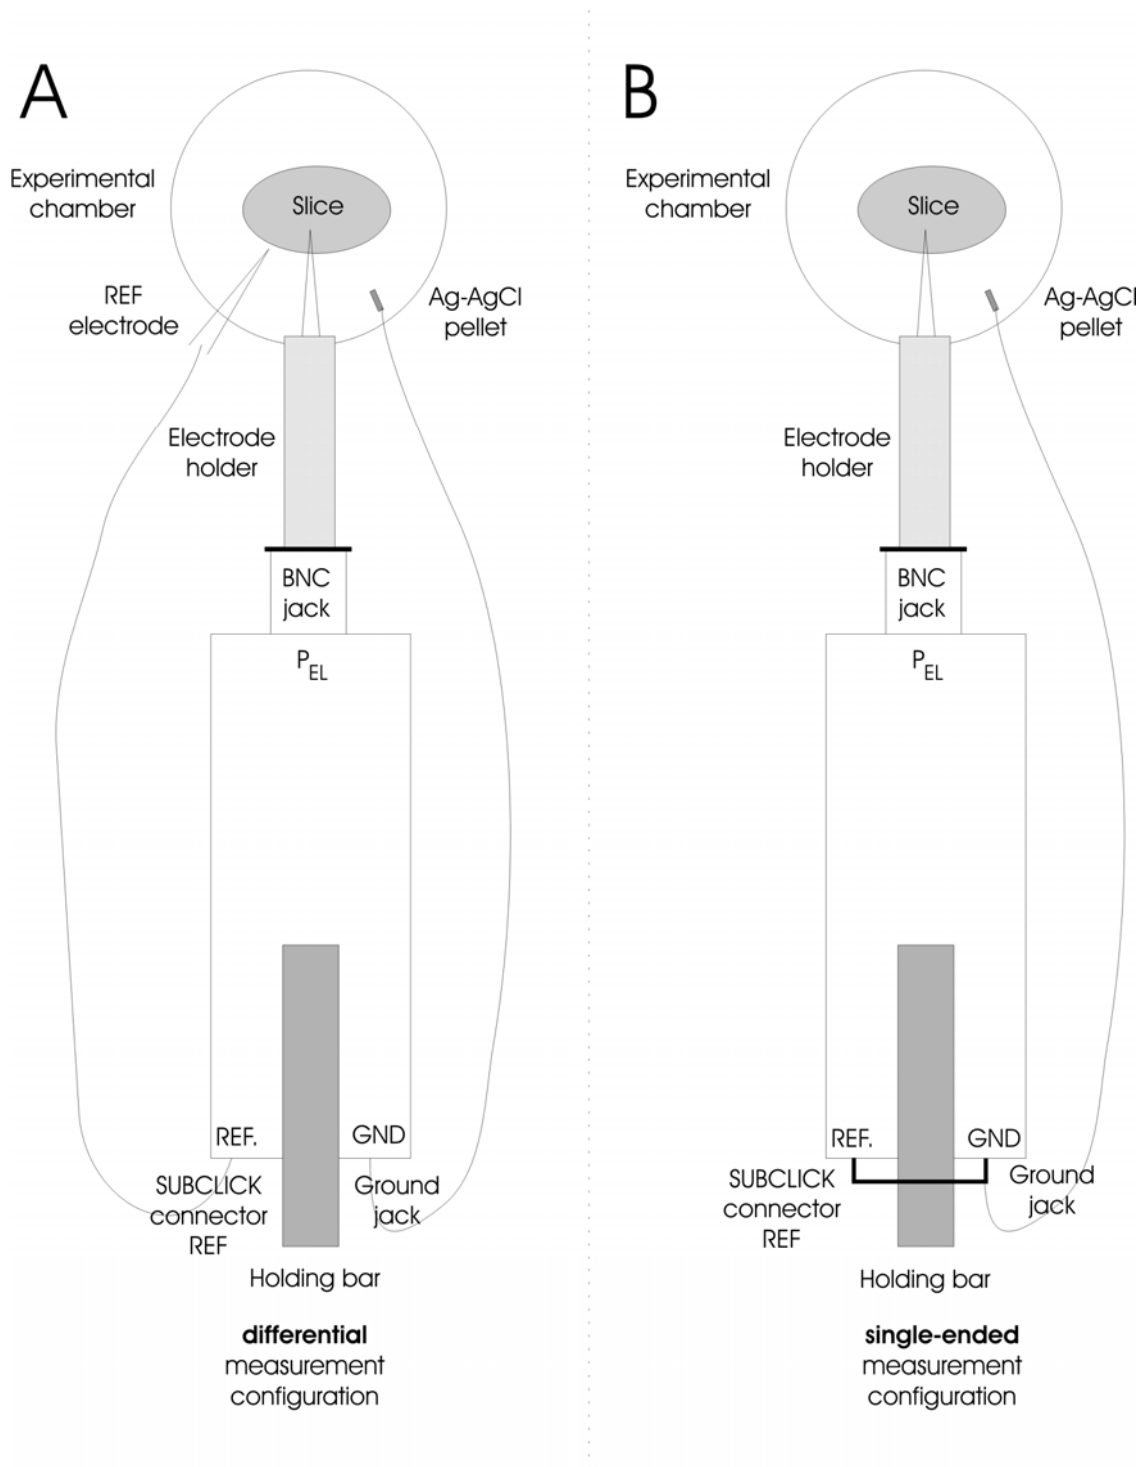 A
Experimental
chamber
Slice
REF
electrode
Ag-AgCl
pellet
Electrode
holder
BNC
jack
PEL
REF.
GND
SUBCLICK
connector
REF
Ground
jack
Holding bar
differential
measurement
configuration
B
Experimental
chamber
Slice
Ag-AgCl
pellet
Electrode
holder
BNC
jack
PEL
REF.
GND
SUBCLICK
connector
REF
Ground
jack
Holding bar
single-ended
measurement
configuration